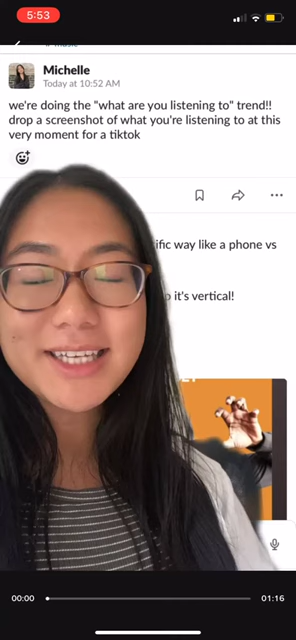 5:53
Michelle
Today at 10:52 AM
we're doing the "what are you listening to" trend!!
drop a screenshot of what you're listening to at this
very moment for a tiktok
ific way like a phone vs
it's vertical!
00:00
01:16